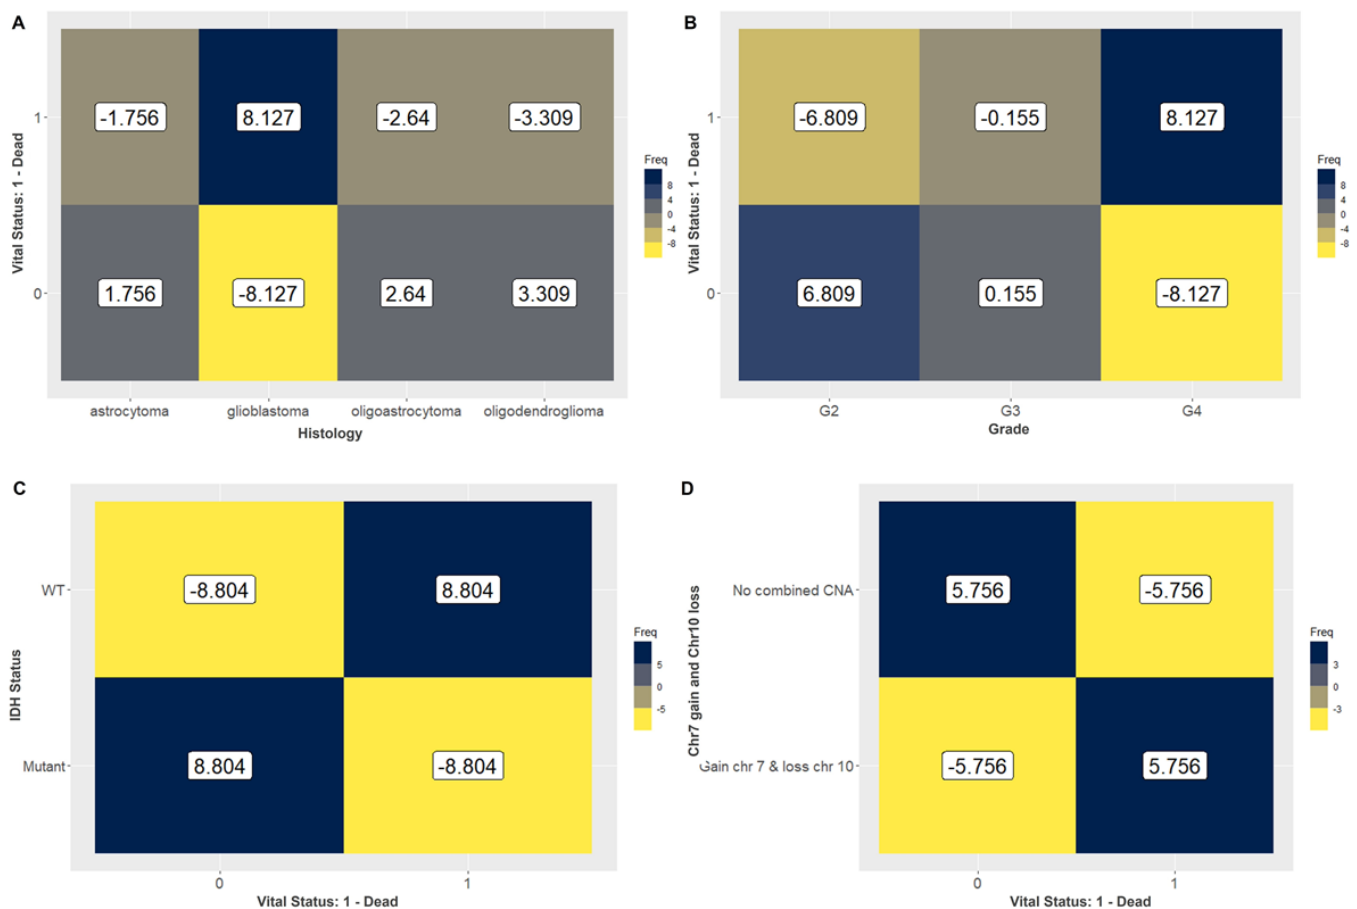 A
Vital Status: 1 - Dead
1
0
-1.756
8.127
-2.64
-3.309
1.756
-8.127
2.64
3.309
astrocytoma
glioblastoma
oligoastrocytoma
oligodendroglioma
Histology
Freq
8
4
0
-4
-8
B
Vital Status: 1 - Dead
1
0
-6.809
-0.155
8.127
6.809
0.155
-8.127
G2
G3
G4
Grade
Freq
8
4
0
-4
-8
C
IDH Status
WT
Mutant
-8.804
8.804
8.804
-8.804
0
1
Vital Status: 1 - Dead
Freq
5
0
-5
D
Chr7 gain and Chr10 loss
No combined CNA
Gain chr 7 & loss chr 10
5.756
-5.756
-5.756
5.756
0
1
Vital Status: 1 - Dead
Freq
3
0
-3